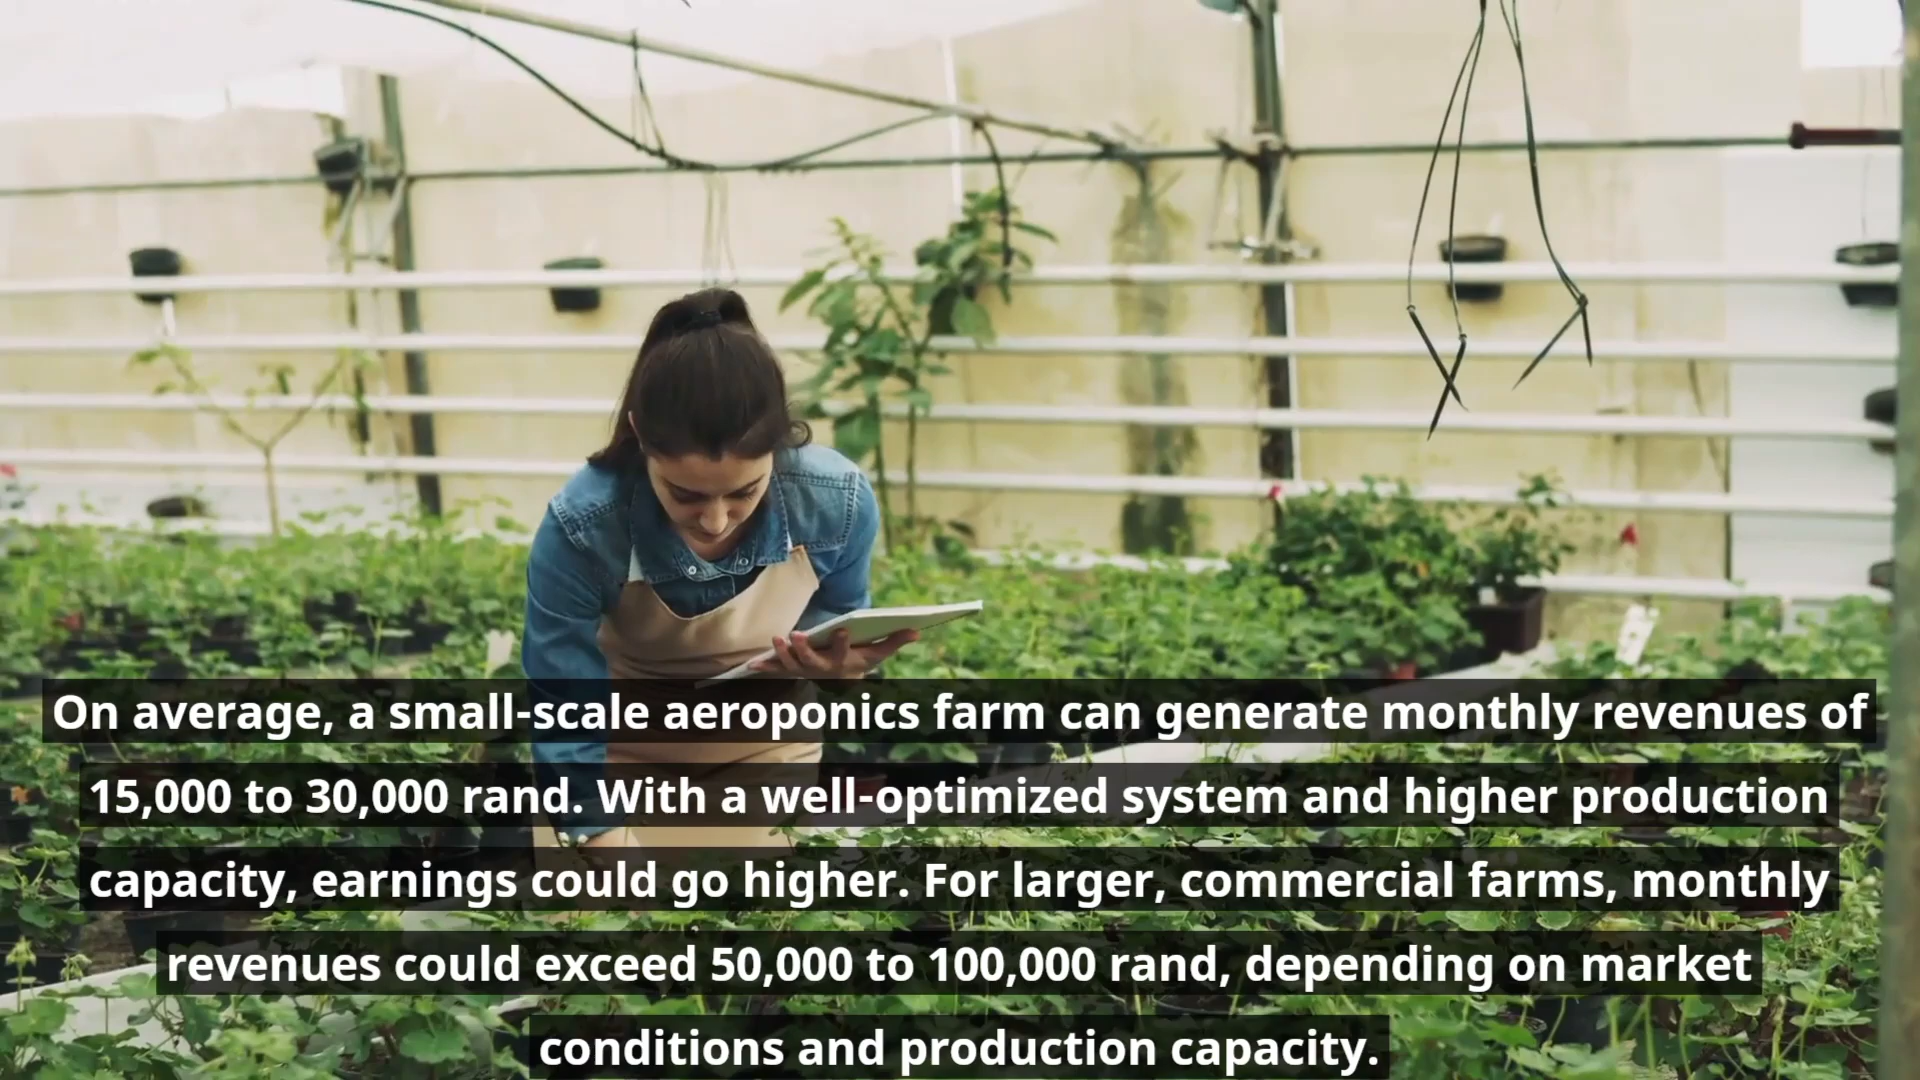 On average, a small-scale aeroponics farm can generate monthly revenues of
15,000 to 30,000 rand. With a well-optimized system and higher production
capacity, earnings could go higher. For larger, commercial farms, monthly
revenues could exceed 50,000 to 100,000 rand, depending on market
conditions and production capacity.